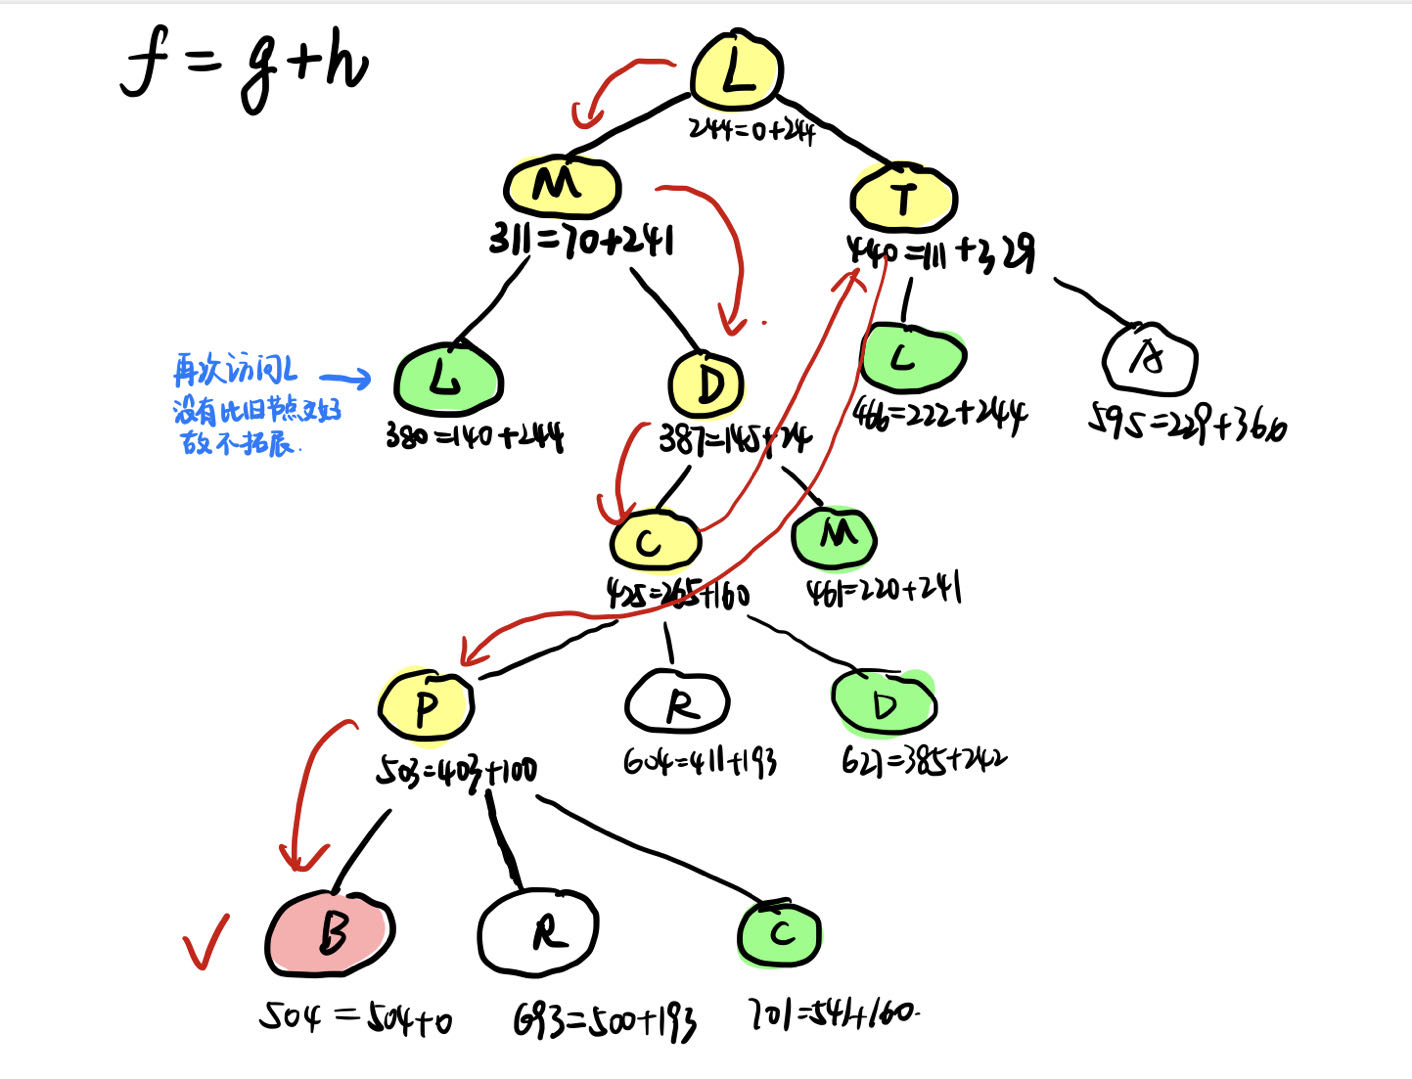 f = g+h
L
244=0+244
M
T
311=70+241
440=111+329
再次访问L
没有比旧节点更好
故不拓展.
L
D
L
A
380=140+244
387=145+24
466=222+244
595=229+366
C
M
425=265+160
461=220+241
P
R
D
503=403+100
604=411+193
627=385+242
B
R
C
504=504+0
693=500+193
701=541+160.